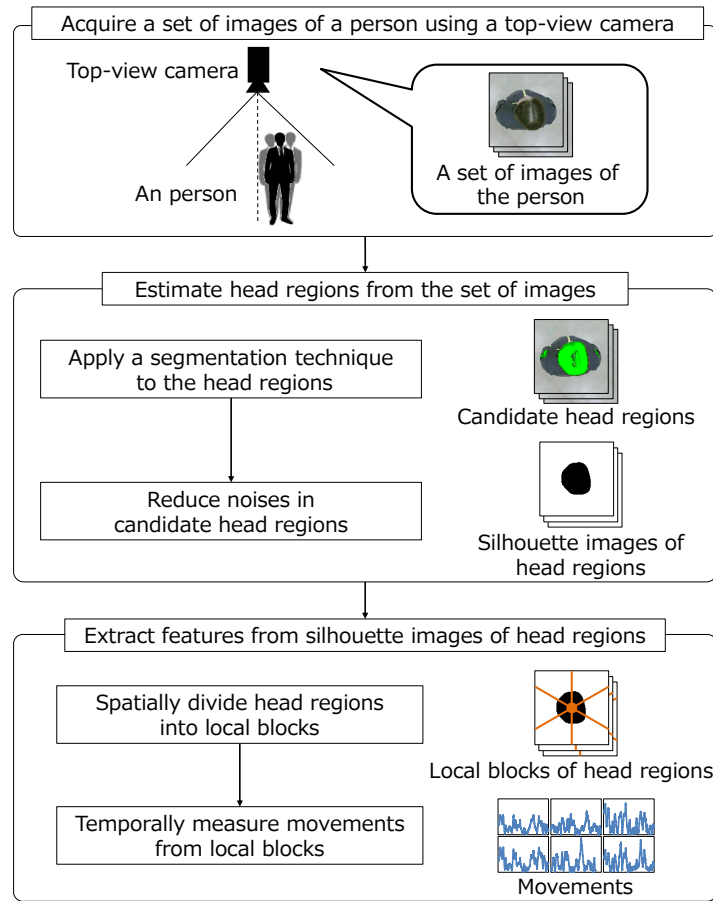 Acquire a set of images of a person using a top-view camera
Top-view camera
An person
A set of images of
the person
Estimate head regions from the set of images
Apply a segmentation technique
to the head regions
Candidate head regions
Reduce noises in
candidate head regions
Silhouette images of
head regions
Extract features from silhouette images of head regions
Spatially divide head regions
into local blocks
Local blocks of head regions
Temporally measure movements
from local blocks
Movements